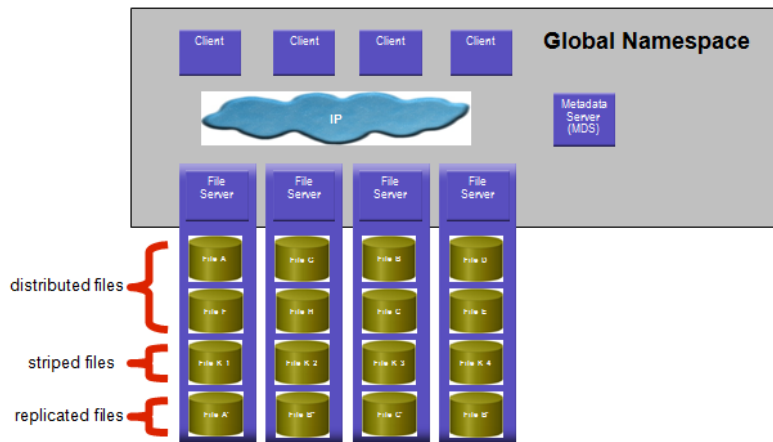 Client
Client
Client
Client
Global Namespace
IP
Metadata
Server
(MDS)
File
Server
File
Server
File
Server
File
Server
distributed files
File A
File B
File D
File F
File H
File C
File E
striped files
File K 1
File K 2
File K 3
File K 4
replicated files
File A'
File C'